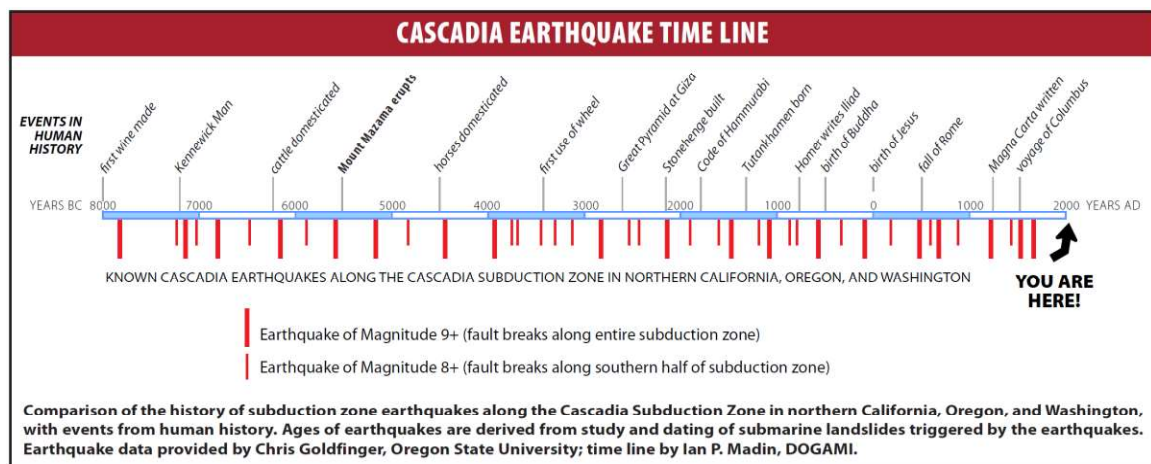 CASCADIA EARTHQUAKE TIME LINE
EVENTS IN
HUMAN
HISTORY
first wine made
Kennewick Man
cattle domesticated
Mount Mazama erupts
horses domesticated
first use of wheel
Great Pyramid at Giza
Stonehenge built
Code of Hammurabi
Tutankhamen born
Homer writes Iliad
birth of Buddha
birth of Jesus
fall of Rome
Magna Carta written
voyage of Columbus
YEARS BC 8000 7000 6000 5000 4000 3000 2000 1000 0 1000 2000 YEARS AD
KNOWN CASCADIA EARTHQUAKES ALONG THE CASCADIA SUBDUCTION ZONE IN NORTHERN CALIFORNIA, OREGON, AND WASHINGTON
YOU ARE
HERE!
Earthquake of Magnitude 9+ (fault breaks along entire subduction zone)
Earthquake of Magnitude 8+ (fault breaks along southern half of subduction zone)
Comparison of the history of subduction zone earthquakes along the Cascadia Subduction Zone in northern California, Oregon, and Washington,
with events from human history. Ages of earthquakes are derived from study and dating of submarine landslides triggered by the earthquakes.
Earthquake data provided by Chris Goldfinger, Oregon State University; time line by Ian P. Madin, DOGAMI.